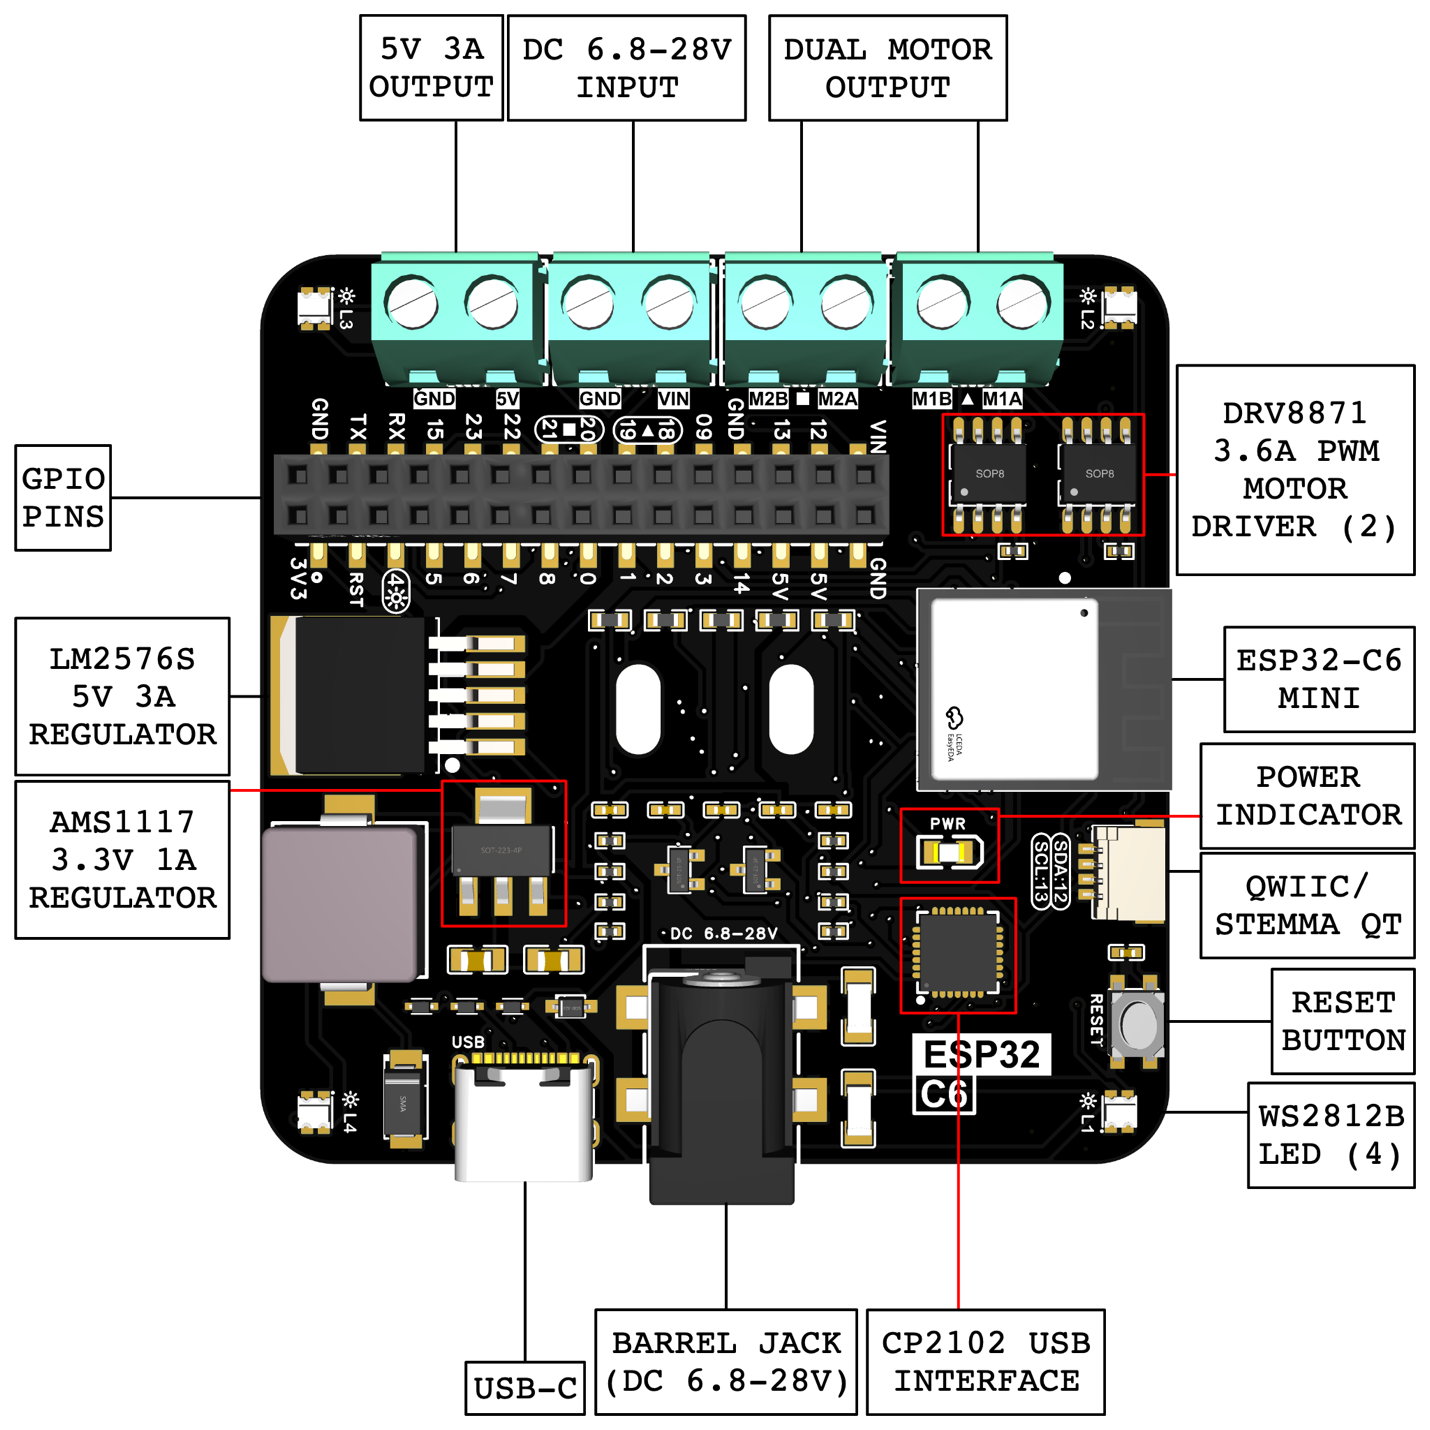 5V 3A
OUTPUT
DC 6.8-28V
INPUT
DUAL MOTOR
OUTPUT
L3
L2
GND
5V
GND
VIN
M2B
M2A
M1B
M1A
GND
TX
RX
15
23
22
21
20
19
18
09
GND
13
12
VIN
SOP8
SOP8
DRV8871
3.6A PWM
MOTOR
DRIVER (2)
GPIO
PINS
3V3
RST
4
5
6
7
8
0
1
2
3
14
5V
5V
GND
LM2576S
5V 3A
REGULATOR
LCEDA
EasyEDA
ESP32-C6
MINI
AMS1117
3.3V 1A
REGULATOR
SOT-223-4P
PWR
POWER
INDICATOR
SDA:12
SCL:13
QWIIC/
STEMMA QT
DC 6.8-28V
RESET
RESET
BUTTON
USB
ESP32
C6
SMA
L4
L1
WS2812B
LED (4)
USB-C
BARREL JACK
(DC 6.8-28V)
CP2102 USB
INTERFACE